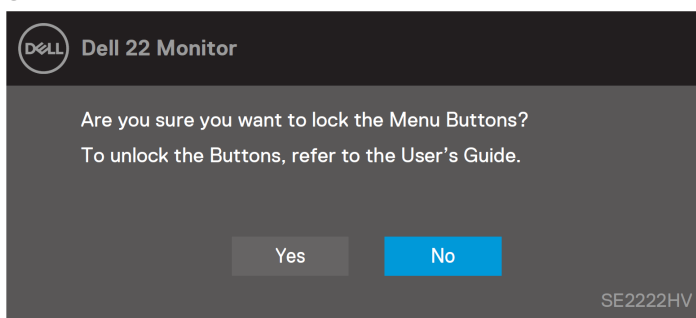 DELL Dell 22 Monitor
Are you sure you want to lock the Menu Buttons?
To unlock the Buttons, refer to the User’s Guide.
Yes No
SE2222HV